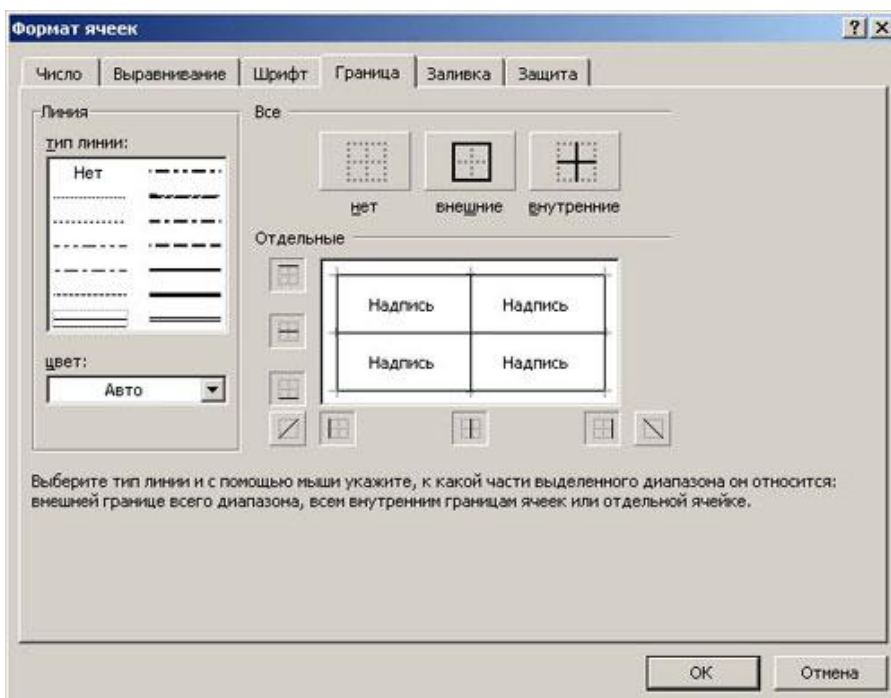 Формат ячеек
Число Выравнивание Шрифт Граница Заливка Защита
Линия
тип линии:
Нет
цвет:
Авто
Все
нет внешние внутренние
Отдельные
Надпись Надпись
Надпись Надпись
Выберите тип линии и с помощью мыши укажите, к какой части выделенного диапазона он относится:
внешней границе всего диапазона, всем внутренним границам ячеек или отдельной ячейке.
ОК Отмена